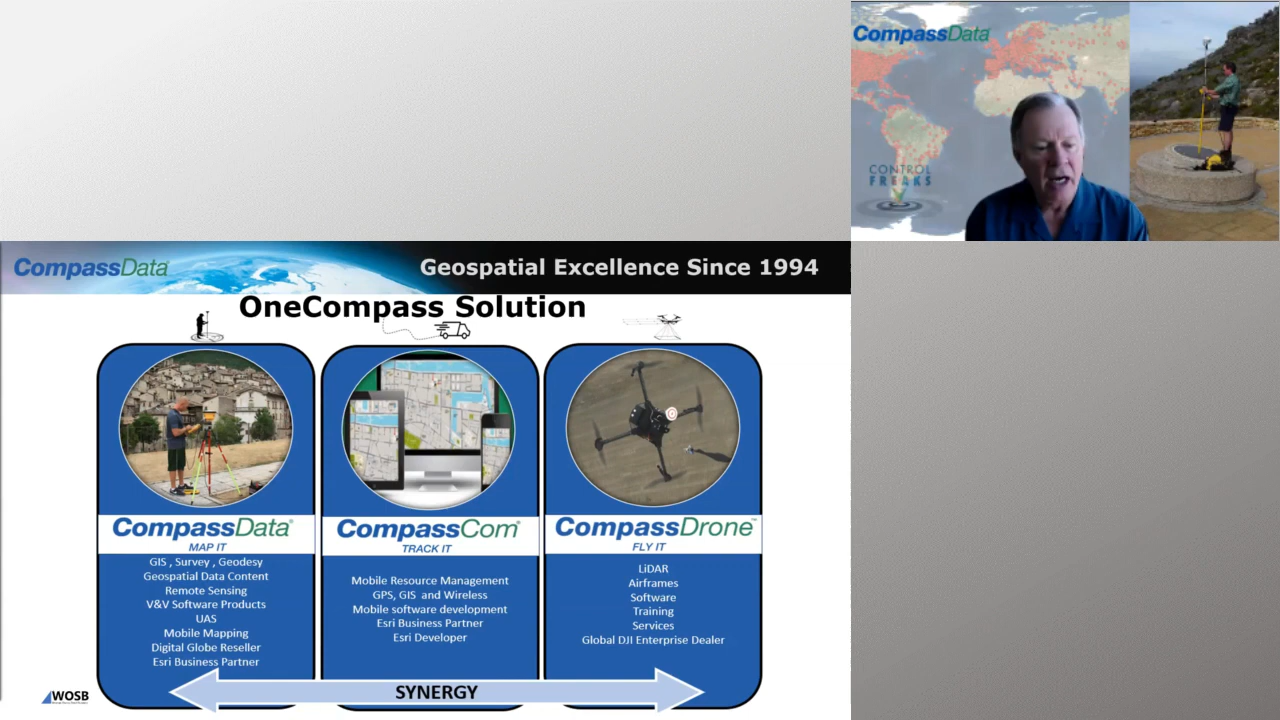 CompassData
CONTROL
FREAKS
CompassData
Geospatial Excellence Since 1994
OneCompass Solution
CompassData®
MAP IT
GIS , Survey , Geodesy
Geospatial Data Content
Remote Sensing
V&V Software Products
UAS
Mobile Mapping
Digital Globe Reseller
Esri Business Partner
CompassCom®
TRACK IT
Mobile Resource Management
GPS, GIS and Wireless
Mobile software development
Esri Business Partner
Esri Developer
CompassDrone™
FLY IT
LiDAR
Airframes
Software
Training
Services
Global DJI Enterprise Dealer
SYNERGY
WOSB